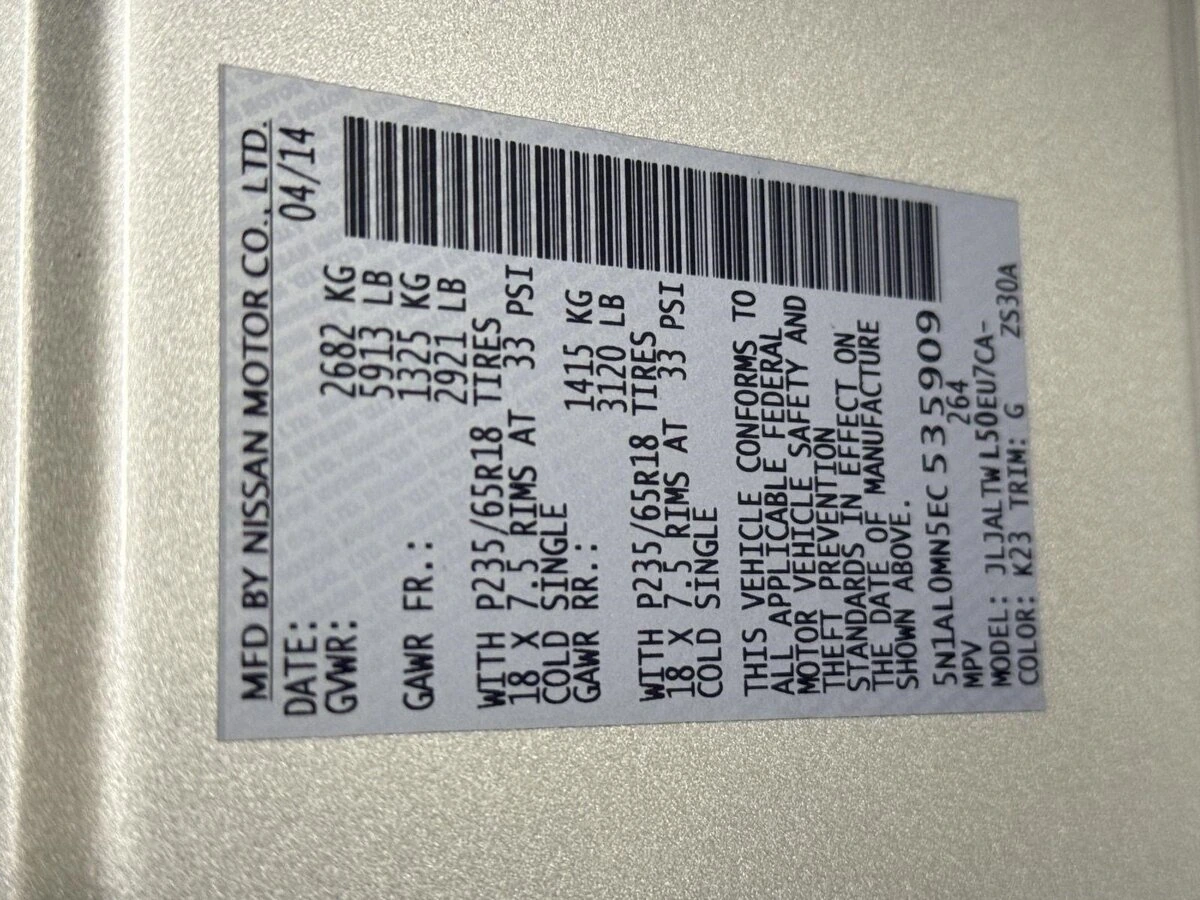 MFD BY NISSAN MOTOR CO., LTD.
DATE: 04/14
GVWR: 2682 KG
5913 LB
GAWR FR.: 1325 KG
2921 LB
WITH P235/65R18 TIRES
18 X 7.5 RIMS AT 33 PSI
COLD SINGLE
GAWR RR.: 1415 KG
3120 LB
WITH P235/65R18 TIRES
18 X 7.5 RIMS AT 33 PSI
COLD SINGLE
THIS VEHICLE CONFORMS TO
ALL APPLICABLE FEDERAL
MOTOR VEHICLE SAFETY AND
THEFT PREVENTION
STANDARDS IN EFFECT ON
THE DATE OF MANUFACTURE
SHOWN ABOVE.
5N1AL0MN5EC535909
MPV 264
MODEL: JLJALTWL50EU7CA-
COLOR: K23 TRIM: G ZS30A